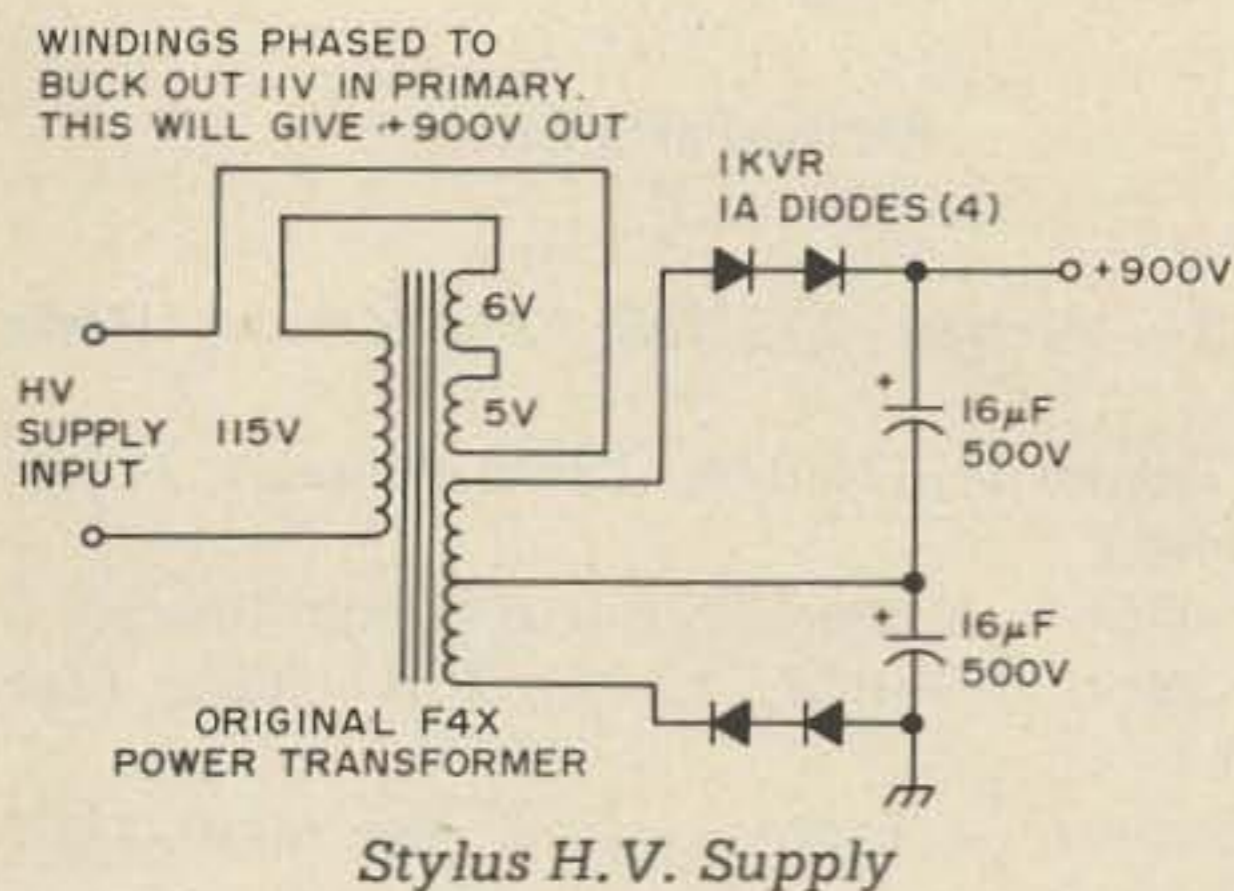 WINDINGS PHASED TO
BUCK OUT 11V IN PRIMARY.
THIS WILL GIVE +900V OUT
1KVR
1A DIODES (4)
+900V
6V
5V
HV
SUPPLY
INPUT
115V
+
16µF
500V
+
16µF
500V
ORIGINAL F4X
POWER TRANSFORMER
Stylus H. V. Supply